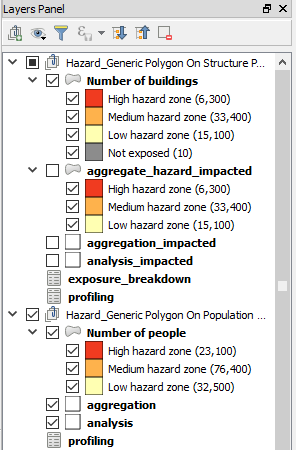 Layers Panel
Hazard_Generic Polygon On Structure P...
Number of buildings
High hazard zone (6,300)
Medium hazard zone (33,400)
Low hazard zone (15,100)
Not exposed (10)
aggregate_hazard_impacted
High hazard zone (6,300)
Medium hazard zone (33,400)
Low hazard zone (15,100)
aggregation_impacted
analysis_impacted
exposure_breakdown
profiling
Hazard_Generic Polygon On Population ...
Number of people
High hazard zone (23,100)
Medium hazard zone (76,400)
Low hazard zone (32,500)
aggregation
analysis
profiling